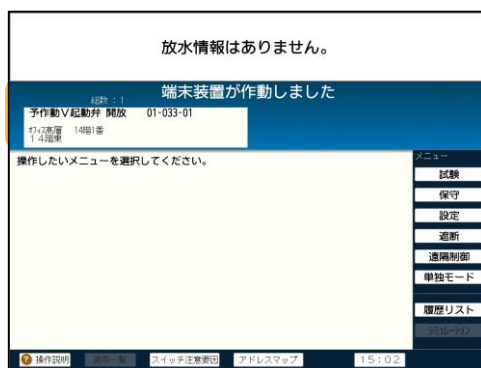 放水情報はありません。
端末装置が作動しました
総数：1
予作動Ⅴ起動弁 開放 01-033-01
ｵﾌｨｽ高層 14階1番
１４階東
操作したいメニューを選択してください。
メニュー
試験
保守
設定
遮断
遠隔制御
単独モード
履歴リスト
ｼﾐｭﾚｰｼｮﾝ
? 操作説明 異常一覧 スイッチ注意要因 アドレスマップ 15:02